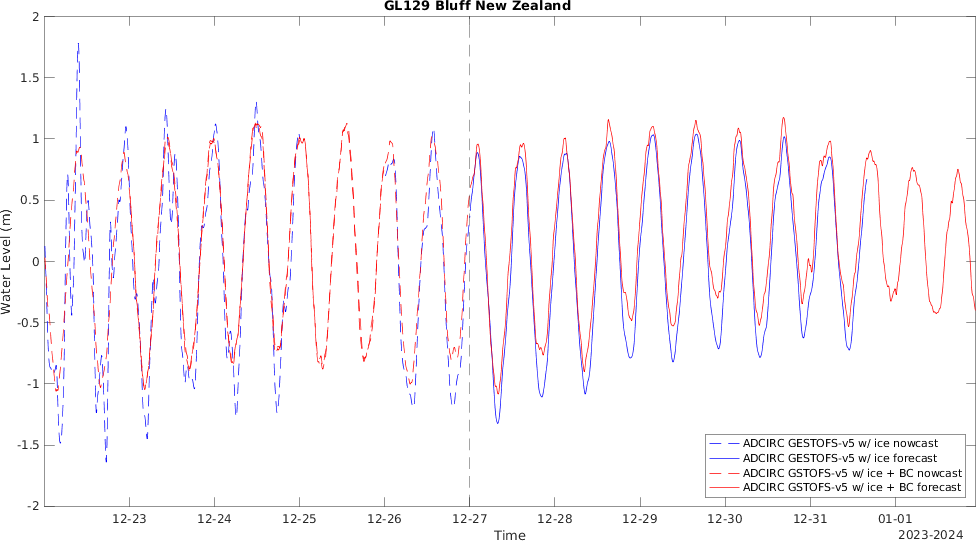 GL129 Bluff New Zealand
2
1.5
1
0.5
0
-0.5
-1
-1.5
-2
Water Level (m)
ADCIRC GESTOFS-v5 w/ ice nowcast
ADCIRC GESTOFS-v5 w/ ice forecast
ADCIRC GSTOFS-v5 w/ ice + BC nowcast
ADCIRC GSTOFS-v5 w/ ice + BC forecast
12-23 12-24 12-25 12-26 12-27 12-28 12-29 12-30 12-31 01-01
Time
2023-2024